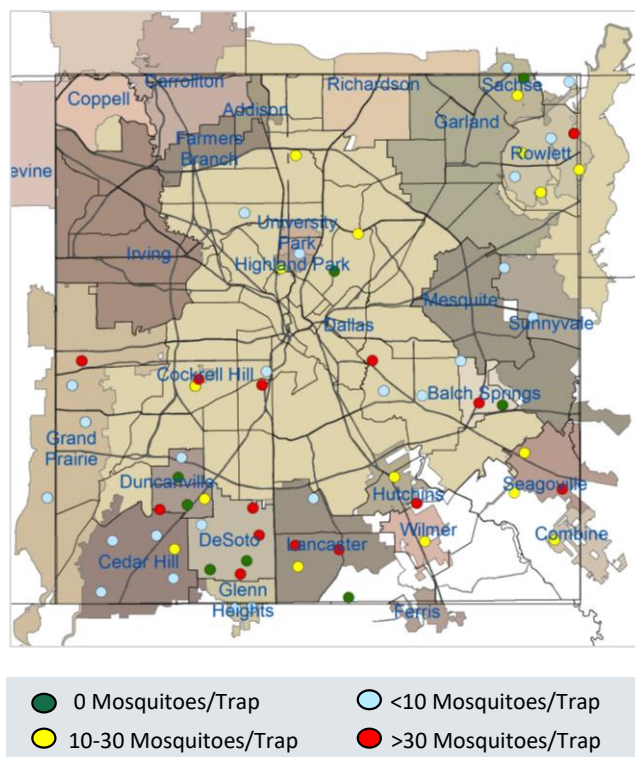 Carrollton
Coppell
Addison
Richardson
Sachse
Garland
Farmers
Branch
Rowlett
evine
University
Park
Irving
Highland Park
Mesquite
Dallas
Sunnyvale
Cockrell Hill
Balch Springs
Grand
Prairie
Duncanville
Hutchins
Seagoville
DeSoto
Lancaster
Wilmer
Combine
Cedar Hill
Glenn
Heights
Ferris
0 Mosquitoes/Trap
<10 Mosquitoes/Trap
10-30 Mosquitoes/Trap
>30 Mosquitoes/Trap